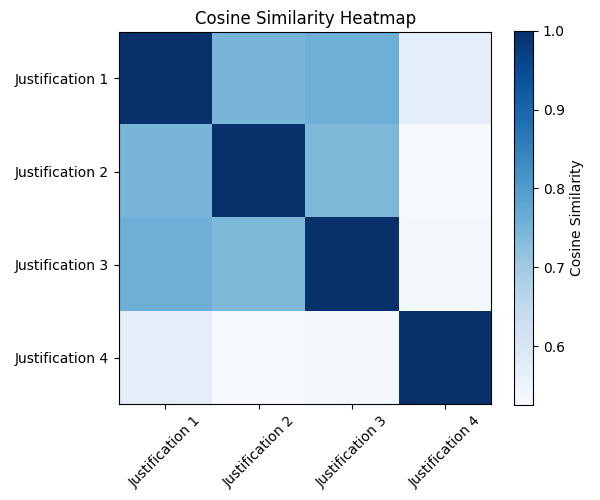 Cosine Similarity Heatmap
Justification 1
Justification 2
Justification 3
Justification 4
Justification 1
Justification 2
Justification 3
Justification 4
1.0
0.9
0.8
0.7
0.6
Cosine Similarity